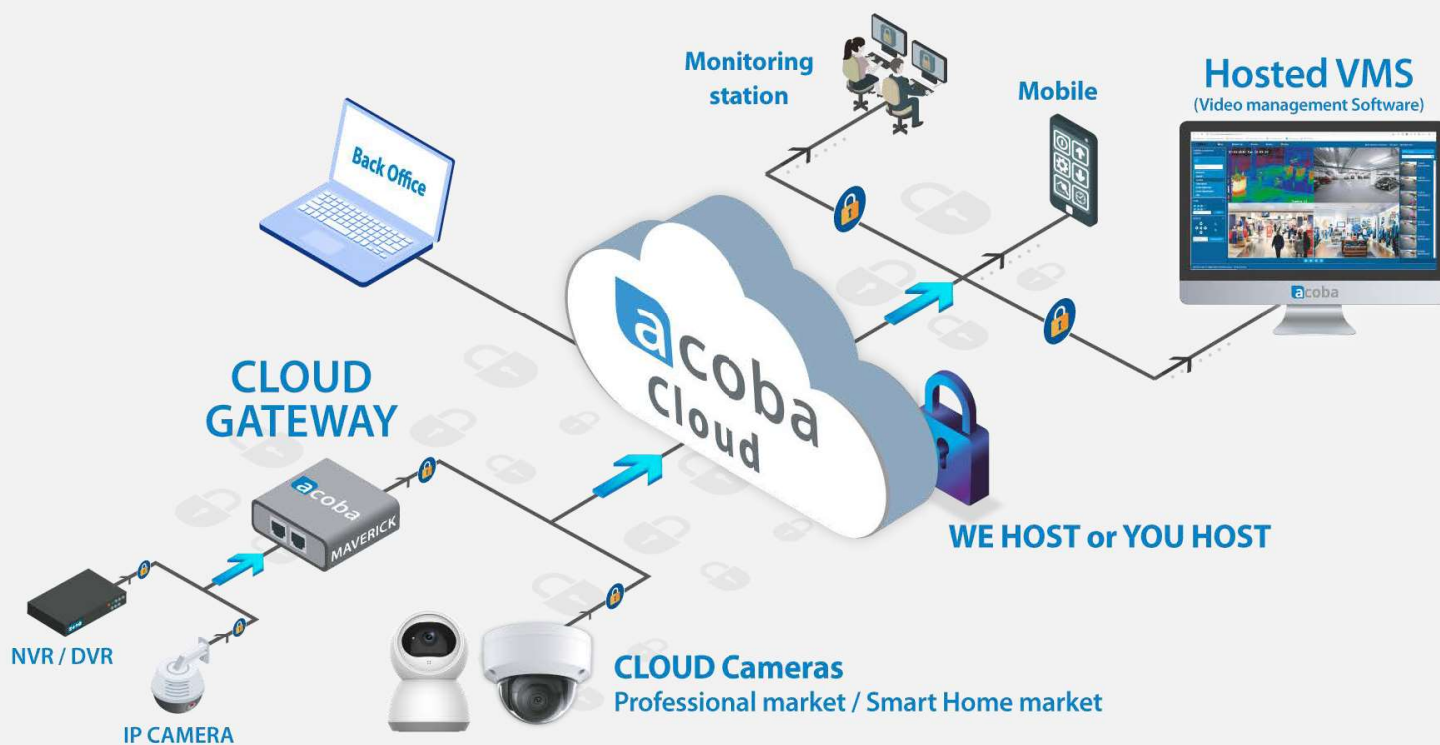 Monitoring
station
Mobile
Hosted VMS
(Video management Software)
Back Office
acoba
acoba
Cloud
CLOUD
GATEWAY
acoba
MAVERICK
WE HOST or YOU HOST
NVR / DVR
IP CAMERA
CLOUD Cameras
Professional market / Smart Home market